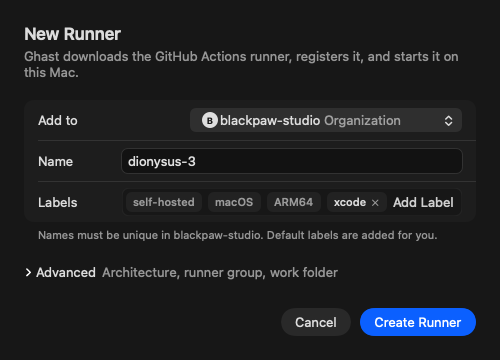 New Runner
Ghast downloads the GitHub Actions runner, registers it, and starts it on
this Mac.
Add to B blackpaw-studio Organization
Name dionysus-3
Labels self-hosted macOS ARM64 xcode × Add Label
Names must be unique in blackpaw-studio. Default labels are added for you.
> Advanced Architecture, runner group, work folder
Cancel Create Runner